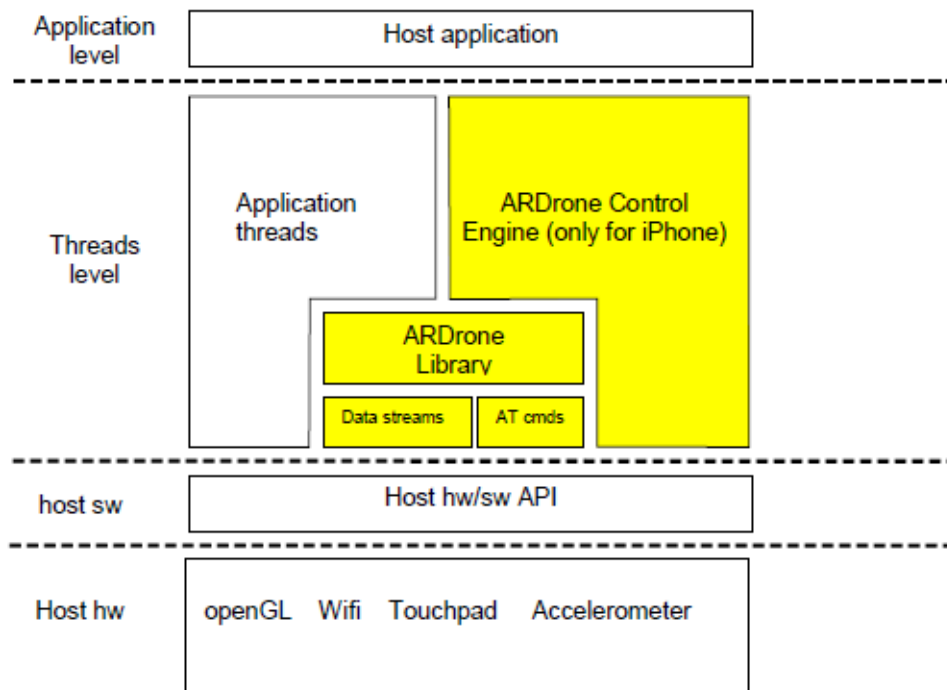 Application
level
Host application
Threads
level
Application
threads
ARDrone Control
Engine (only for iPhone)
ARDrone
Library
Data streams
AT cmds
host sw
Host hw/sw API
Host hw
openGL Wifi Touchpad Accelerometer